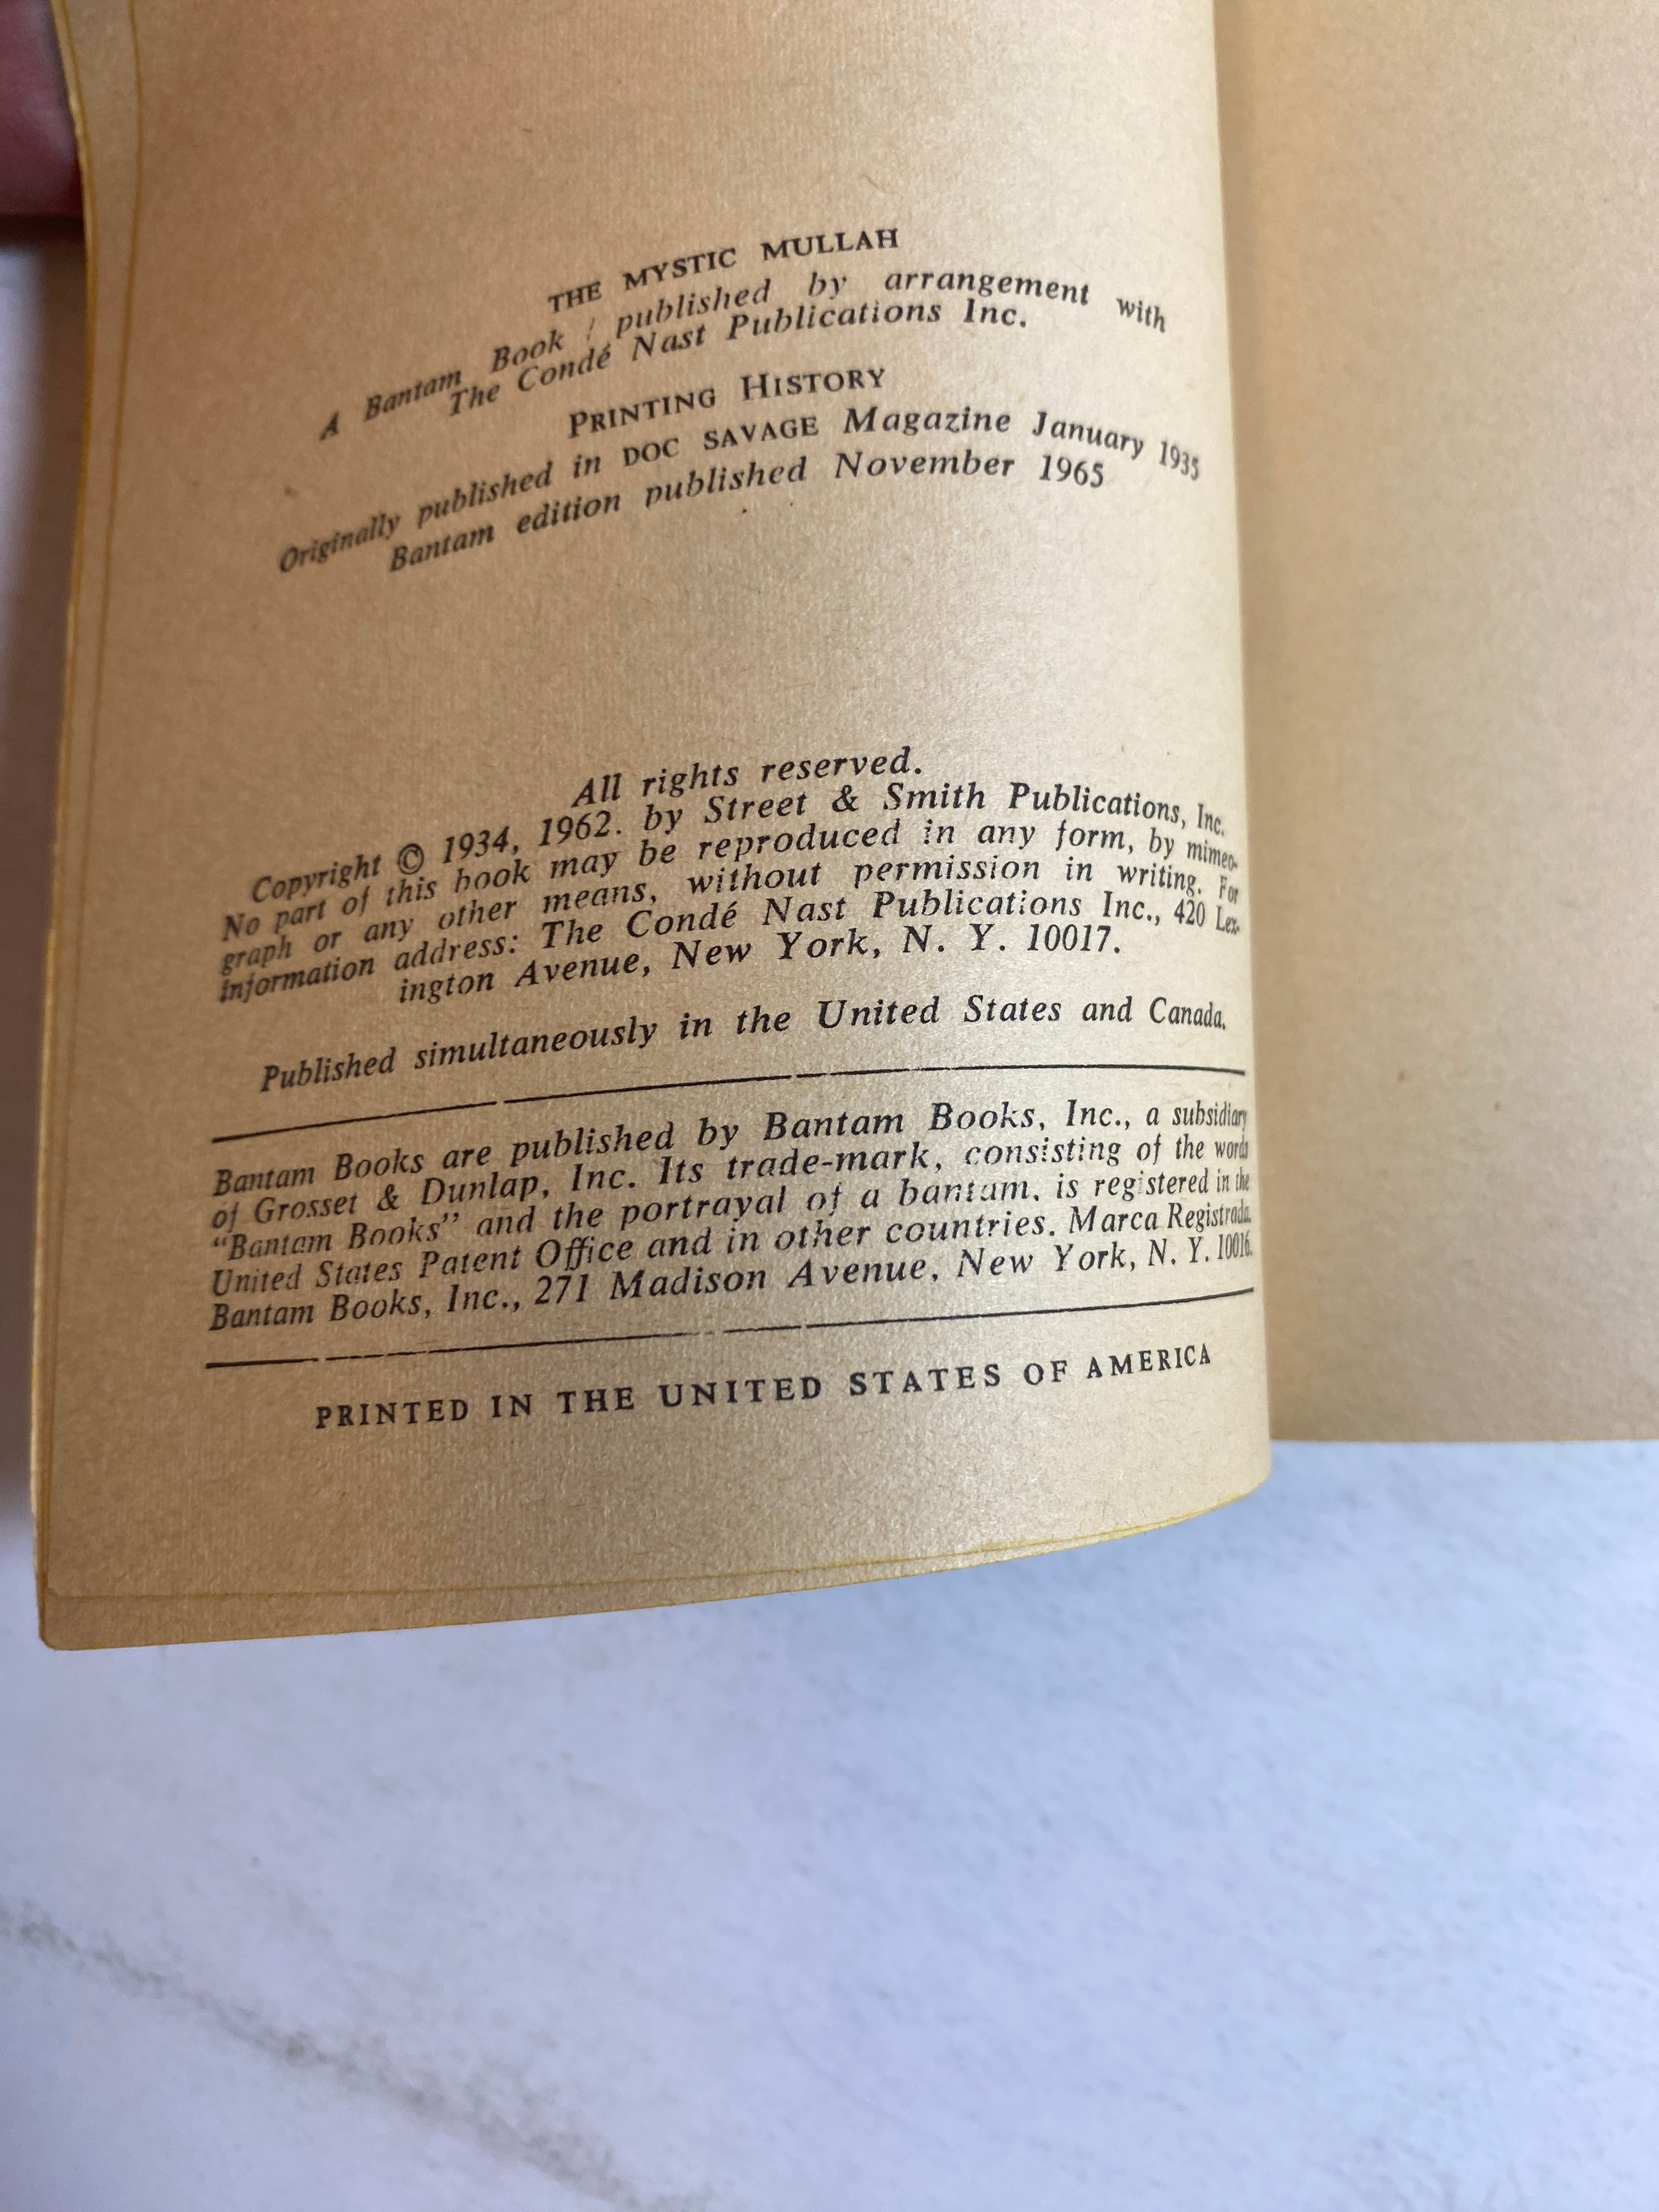 THE MYSTIC MULLAH
A Bantam Book / published by arrangement with
The Condé Nast Publications Inc.
PRINTING HISTORY
Originally published in DOC SAVAGE Magazine January 1935
Bantam edition published November 1965
All rights reserved.
Copyright © 1934, 1962. by Street & Smith Publications, Inc.
No part of this book may be reproduced in any form, by mimeo-
graph or any other means, without permission in writing. For
information address: The Condé Nast Publications Inc., 420 Lex-
ington Avenue, New York, N. Y. 10017.
Published simultaneously in the United States and Canada.
Bantam Books are published by Bantam Books, Inc., a subsidiary
of Grosset & Dunlap, Inc. Its trade-mark, consisting of the words
“Bantam Books” and the portrayal of a bantam, is registered in the
United States Patent Office and in other countries. Marca Registrada.
Bantam Books, Inc., 271 Madison Avenue, New York, N. Y. 10016.
PRINTED IN THE UNITED STATES OF AMERICA